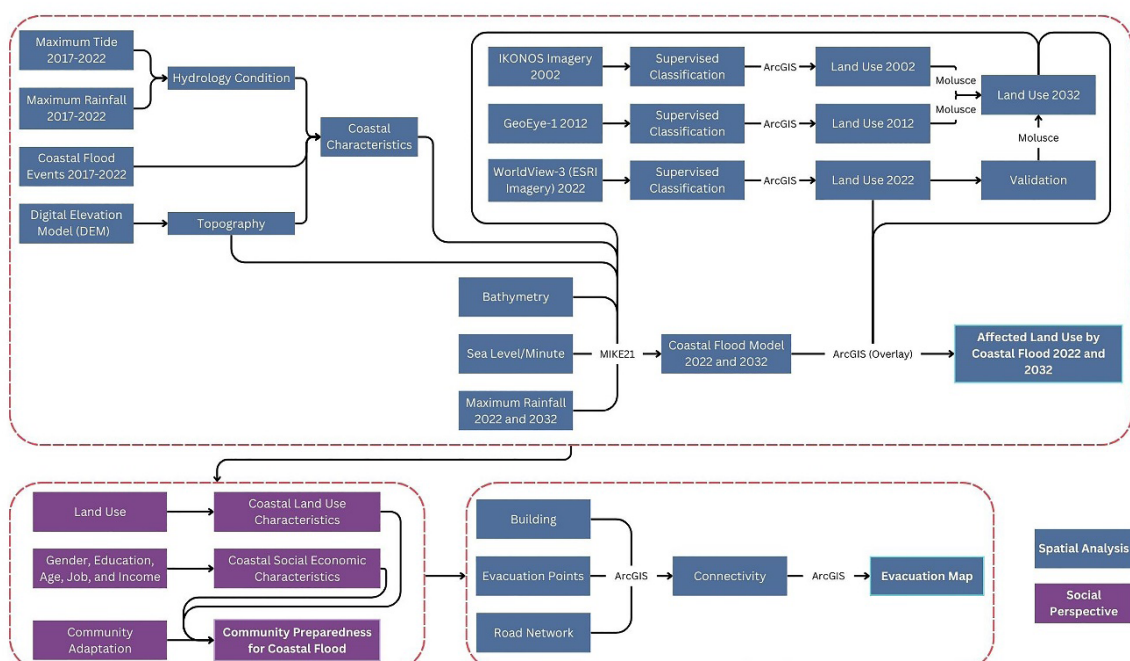 Maximum Tide
2017-2022
Hydrology Condition
Maximum Rainfall
2017-2022
Coastal Flood
Events 2017-2022
Digital Elevation
Model (DEM)
Topography
Coastal
Characteristics
IKONOS Imagery
2002
Supervised
Classification
ArcGIS
Land Use 2002
Molusce
GeoEye-1 2012
Supervised
Classification
ArcGIS
Land Use 2012
Molusce
Land Use 2032
Molusce
WorldView-3 (ESRI
Imagery) 2022
Supervised
Classification
ArcGIS
Land Use 2022
Validation
Bathymetry
Sea Level/Minute
Maximum Rainfall
2022 and 2032
MIKE21
Coastal Flood Model
2022 and 2032
ArcGIS (Overlay)
Affected Land Use by
Coastal Flood 2022 and
2032
Land Use
Coastal Land Use
Characteristics
Gender, Education,
Age, Job, and Income
Coastal Social Economic
Characteristics
Community
Adaptation
Community Preparedness
for Coastal Flood
Building
Evacuation Points
Road Network
ArcGIS
Connectivity
ArcGIS
Evacuation Map
Spatial Analysis
Social
Perspective